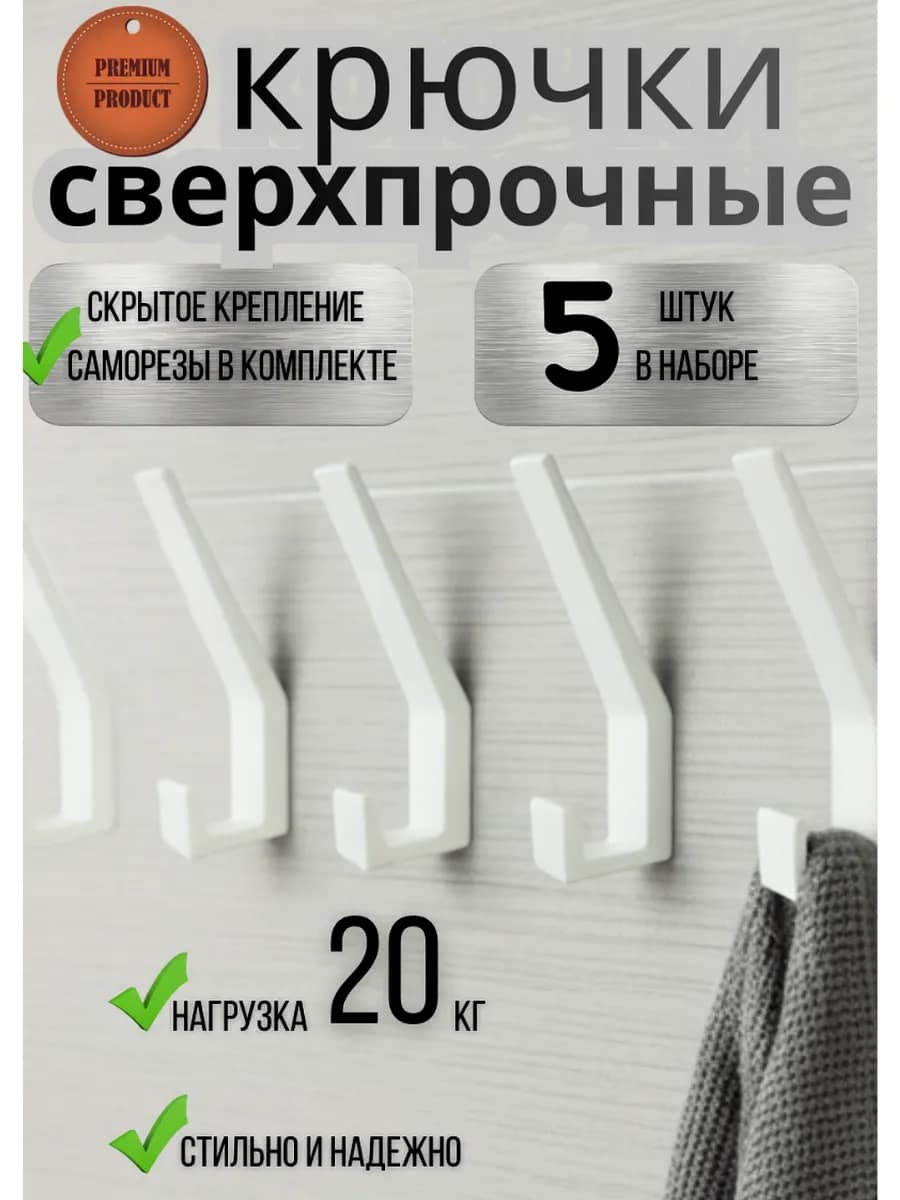 PREMIUM
PRODUCT
крючки
сверхпрочные
СКРЫТОЕ КРЕПЛЕНИЕ
САМОРЕЗЫ В КОМПЛЕКТЕ
5 ШТУК
В НАБОРЕ
НАГРУЗКА 20 КГ
СТИЛЬНО И НАДЕЖНО